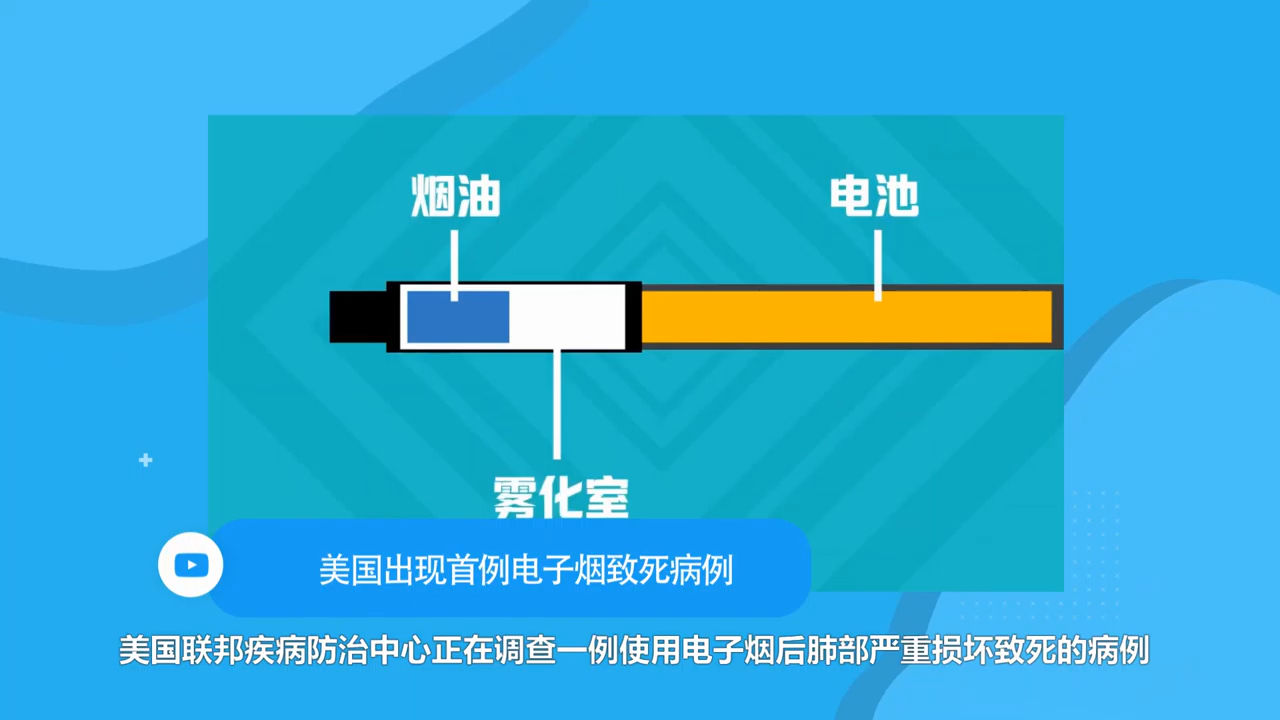 烟油
电池
雾化室
美国出现首例电子烟致死病例
美国联邦疾病防治中心正在调查一例使用电子烟后肺部严重损坏致死的病例